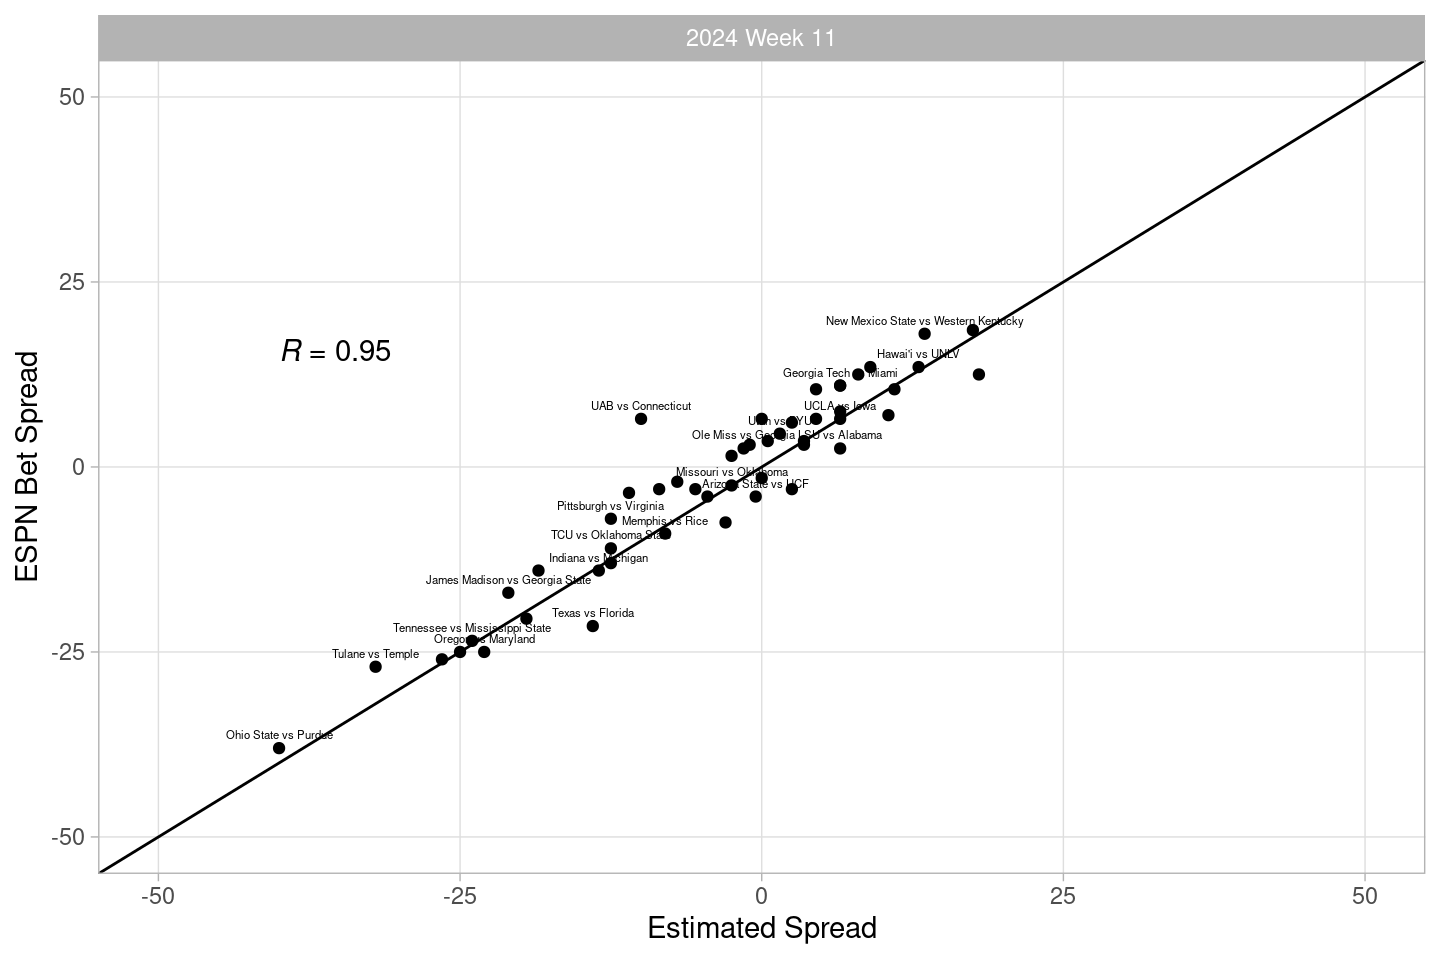 2024 Week 11
50
25
0
-25
-50
ESPN Bet Spread
R = 0.95
New Mexico State vs Western Kentucky
Hawai'i vs UNLV
Georgia Tech vs Miami
UAB vs Connecticut
UCLA vs Iowa
Utah vs BYU
Ole Miss vs Georgia
LSU vs Alabama
Missouri vs Oklahoma
Arizona State vs UCF
Pittsburgh vs Virginia
Memphis vs Rice
TCU vs Oklahoma State
Indiana vs Michigan
James Madison vs Georgia State
Texas vs Florida
Tennessee vs Mississippi State
Oregon vs Maryland
Tulane vs Temple
Ohio State vs Purdue
-50
-25
0
25
50
Estimated Spread